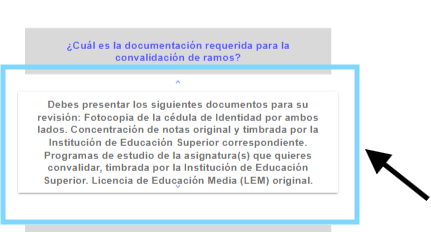 ¿Cuál es la documentación requerida para la
convalidación de ramos?
Debes presentar los siguientes documentos para su
revisión: Fotocopia de la cédula de Identidad por ambos
lados. Concentración de notas original y timbrada por la
Institución de Educación Superior correspondiente.
Programas de estudio de la asignatura(s) que quieres
convalidar, timbrada por la Institución de Educación
Superior. Licencia de Educación Media (LEM) original.